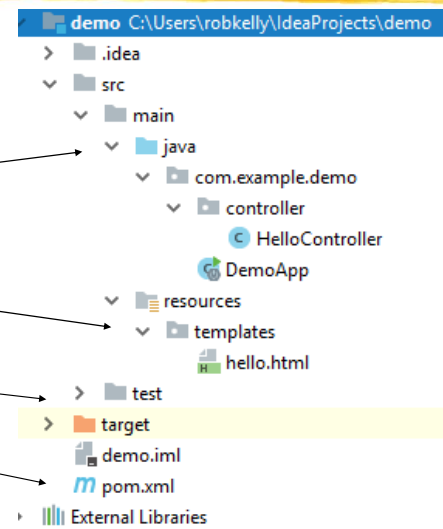 demo C:\Users\robkelly\IdeaProjects\demo
.idea
src
main
java
com.example.demo
controller
HelloController
DemoApp
resources
templates
hello.html
test
target
demo.iml
pom.xml
External Libraries